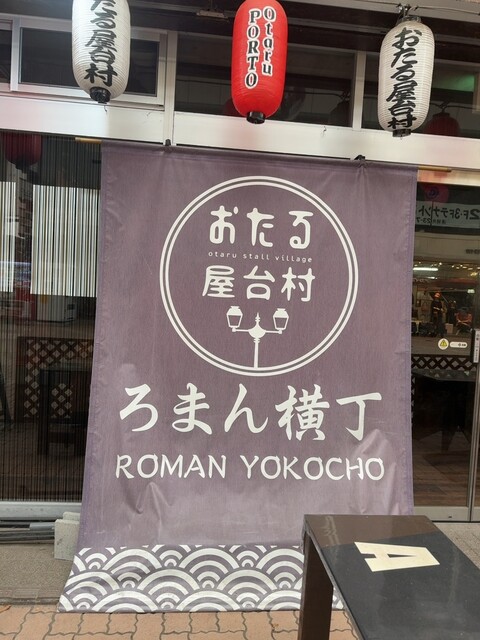 おたる屋台村
Otaru
PORTO
おたる屋台村
おたる
otaru stall village
屋台村
ろまん横丁
ROMAN YOKOCHO
A